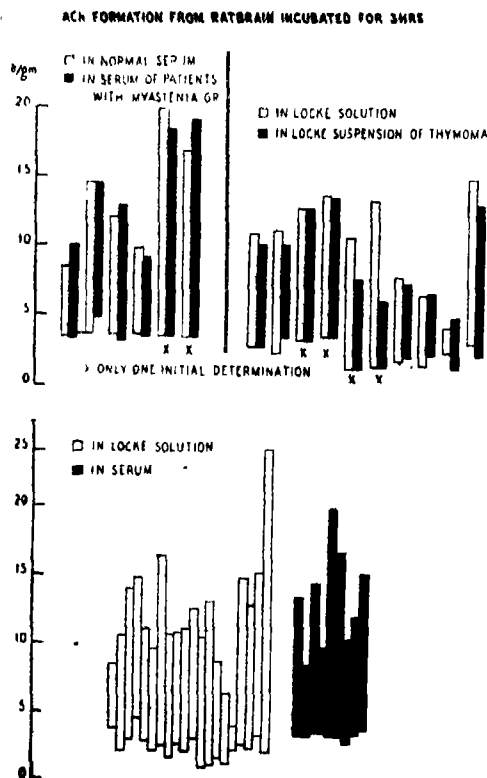 ACh FORMATION FROM RATBRAIN INCUBATED FOR 3HRS
γ/gm
□ IN NORMAL SERUM
■ IN SERUM OF PATIENTS
WITH MYASTENIA GR
□ IN LOCKE SOLUTION
■ IN LOCKE SUSPENSION OF THYMOMA
20
15
10
5
0
x x
x x
x x
x ONLY ONE INITIAL DETERMINATION
□ IN LOCKE SOLUTION
■ IN SERUM
25
20
15
10
5
0